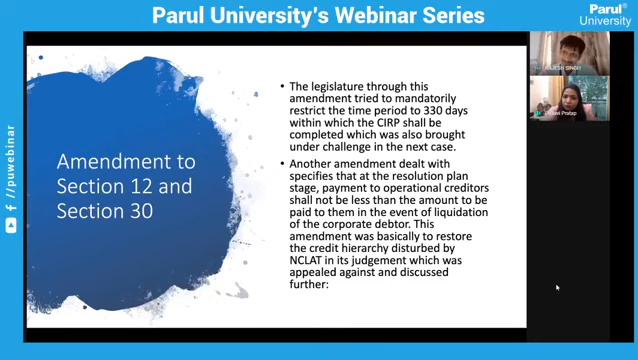 Parul University's Webinar Series
Parul®
University
/puwebinar
Amendment to
Section 12 and
Section 30
• The legislature through this
amendment tried to mandatorily
restrict the time period to 330 days
within which the CIRP shall be
completed which was also brought
under challenge in the next case.
• Another amendment dealt with
specifies that at the resolution plan
stage, payment to operational creditors
shall not be less than the amount to be
paid to them in the event of liquidation
of the corporate debtor. This
amendment was basically to restore
the credit hierarchy disturbed by
NCLAT in its judgement which was
appealed against and discussed
further:
SINGH
Pratap